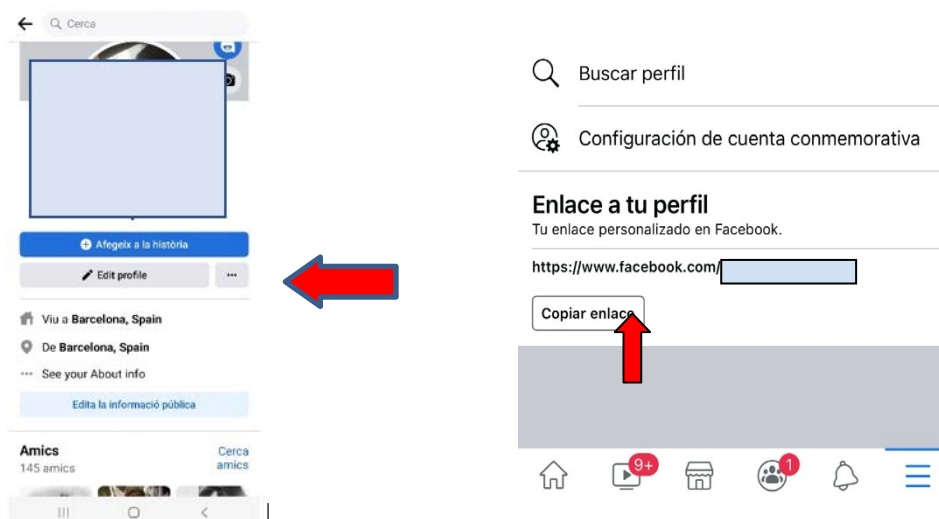 Cerca
Afegeix a la història
Edit profile
Viu a Barcelona, Spain
De Barcelona, Spain
See your About info
Edita la informació pública
Amics
Cerca amics
145 amics
Buscar perfil
Configuración de cuenta conmemorativa
Enlace a tu perfil
Tu enlace personalizado en Facebook.
https://www.facebook.com/
Copiar enlace
9+
1